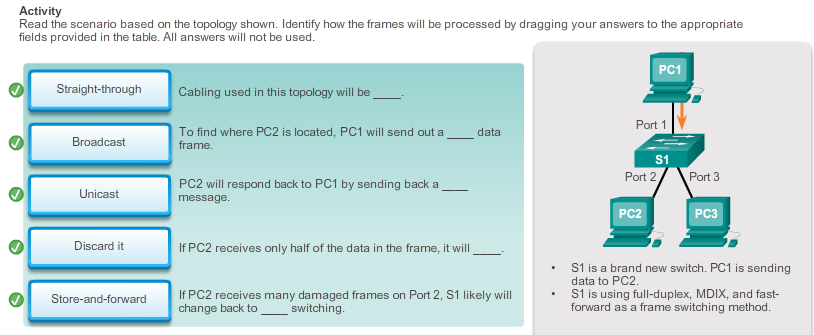 Activity
Read the scenario based on the topology shown. Identify how the frames will be processed by dragging your answers to the appropriate
fields provided in the table. All answers will not be used.
Straight-through
Cabling used in this topology will be ____.
Broadcast
To find where PC2 is located, PC1 will send out a ____ data
frame.
Unicast
PC2 will respond back to PC1 by sending back a ____
message.
Discard it
If PC2 receives only half of the data in the frame, it will ____.
Store-and-forward
If PC2 receives many damaged frames on Port 2, S1 likely will
change back to ____ switching.
PC1
Port 1
S1
Port 2
Port 3
PC2
PC3
• S1 is a brand new switch. PC1 is sending
data to PC2.
• S1 is using full-duplex, MDIX, and fast-
forward as a frame switching method.